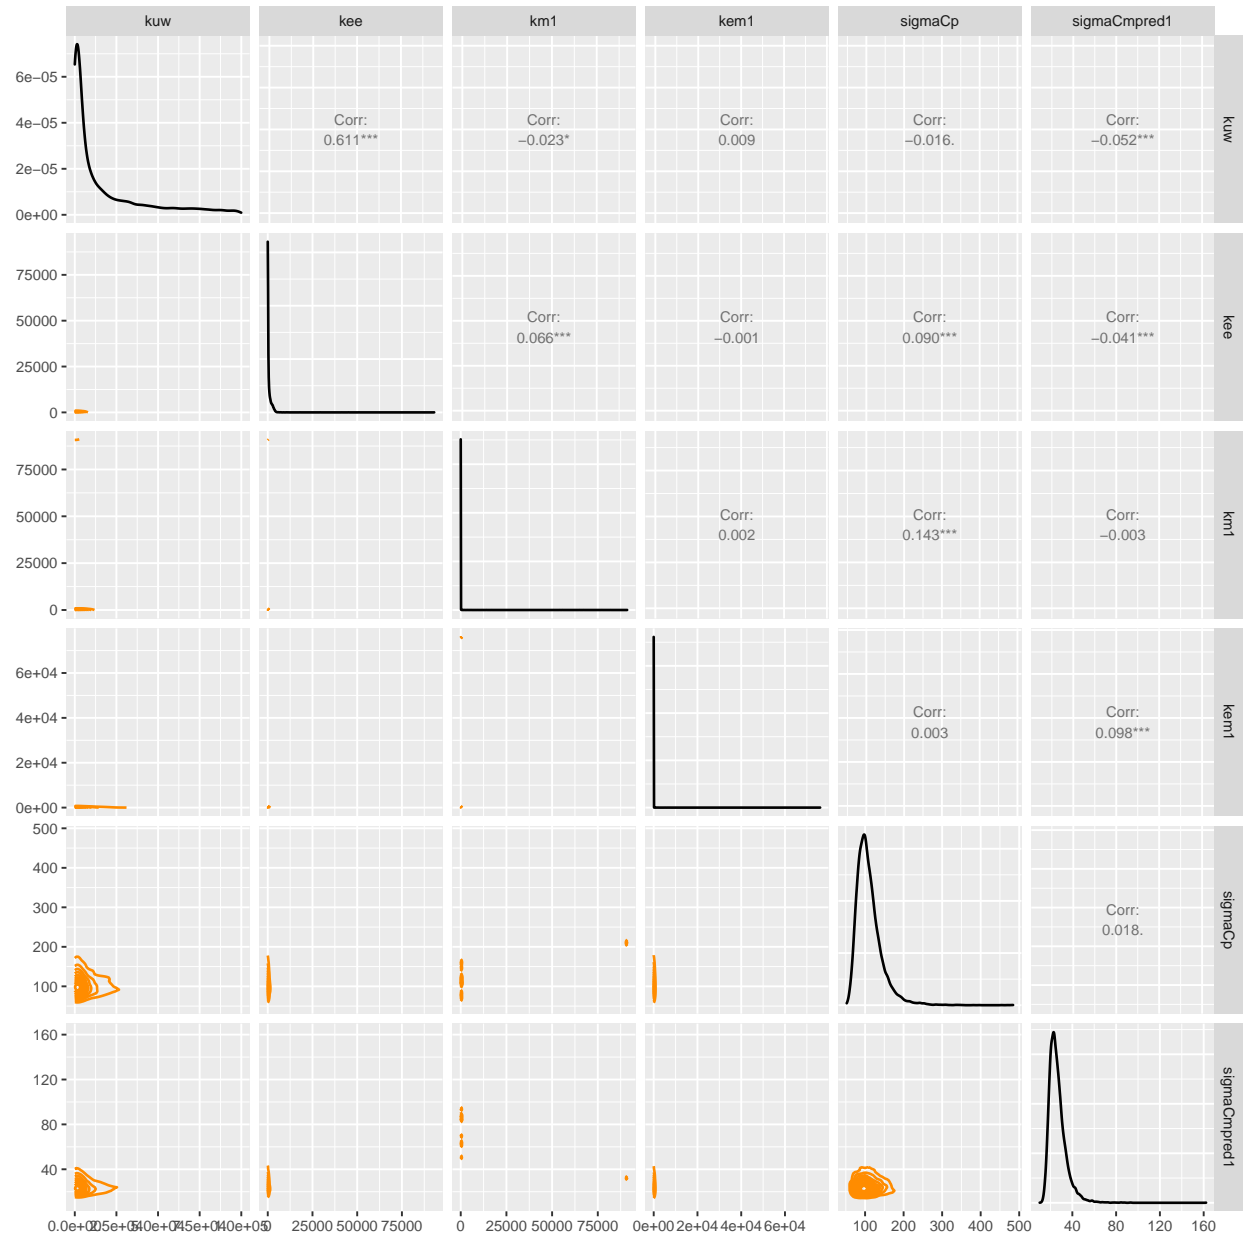 kuw kee km1 kem1 sigmaCp sigmaCmpred1
6e−05
4e−05
2e−05
0e+00
Corr:
0.611***
Corr:
−0.023*
Corr:
0.009
Corr:
−0.016.
Corr:
−0.052***
kuw
75000
50000
25000
0
Corr:
0.066***
Corr:
−0.001
Corr:
0.090***
Corr:
−0.041***
kee
75000
50000
25000
0
Corr:
0.002
Corr:
0.143***
Corr:
−0.003
km1
6e+04
4e+04
2e+04
0e+00
Corr:
0.003
Corr:
0.098***
kem1
500
400
300
200
100
Corr:
0.018.
sigmaCp
160
120
80
40
sigmaCmpred1
0 25000 50000 75000 0 25000 50000 75000 0e+00 2e+04 4e+04 6e+04 100 200 300 400 500 40 80 120 160